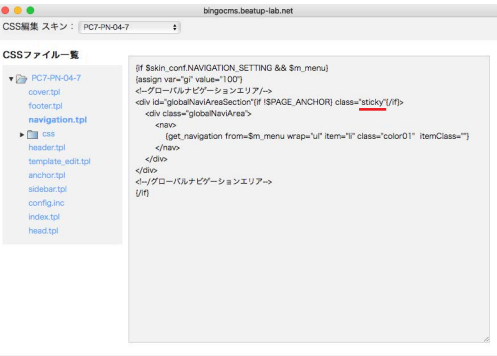 bingocms.beatup-lab.net
CSS編集 スキン： PC7-PN-04-7
CSSファイル一覧
PC7-PN-04-7
cover.tpl
footer.tpl
navigation.tpl
css
header.tpl
template_edit.tpl
anchor.tpl
sidebar.tpl
config.inc
index.tpl
head.tpl
{if $skin_conf.NAVIGATION_SETTING && $m_menu}
{assign var="gi" value="100"}
<!--グローバルナビゲーションエリア/-->
<div id="globalNaviAreaSection"{if !$PAGE_ANCHOR} class="sticky"{/if}>
<div class="globalNaviArea">
<nav>
{get_navigation from=$m_menu wrap="ul" item="li" class="color01" itemClass=""}
</nav>
</div>
</div>
<!--/グローバルナビゲーションエリア-->
{/if}